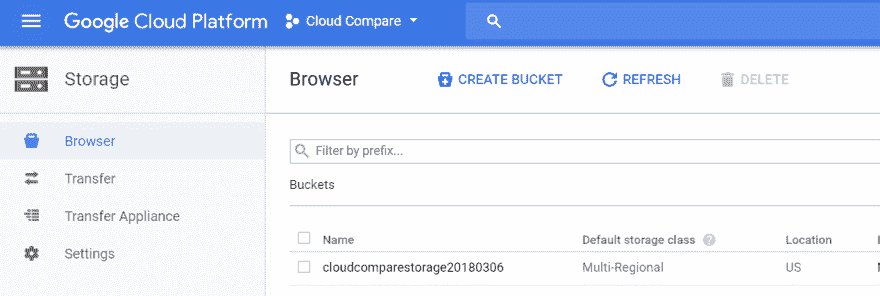 Google Cloud Platform Cloud Compare
Storage
Browser CREATE BUCKET REFRESH DELETE
Browser
Transfer
Transfer Appliance
Settings
Filter by prefix...
Buckets
Name Default storage class Location
cloudcomparestorage20180306 Multi-Regional US